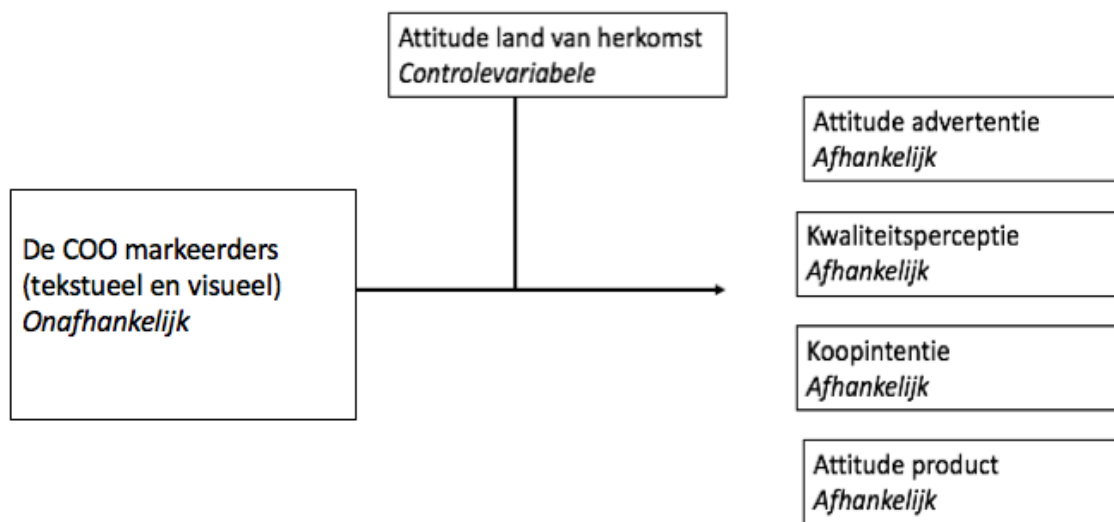 Attitude land van herkomst
Controlevariabele
De COO markeerders
(tekstueel en visueel)
Onafhankelijk
Attitude advertentie
Afhankelijk
Kwaliteitsperceptie
Afhankelijk
Koopintentie
Afhankelijk
Attitude product
Afhankelijk